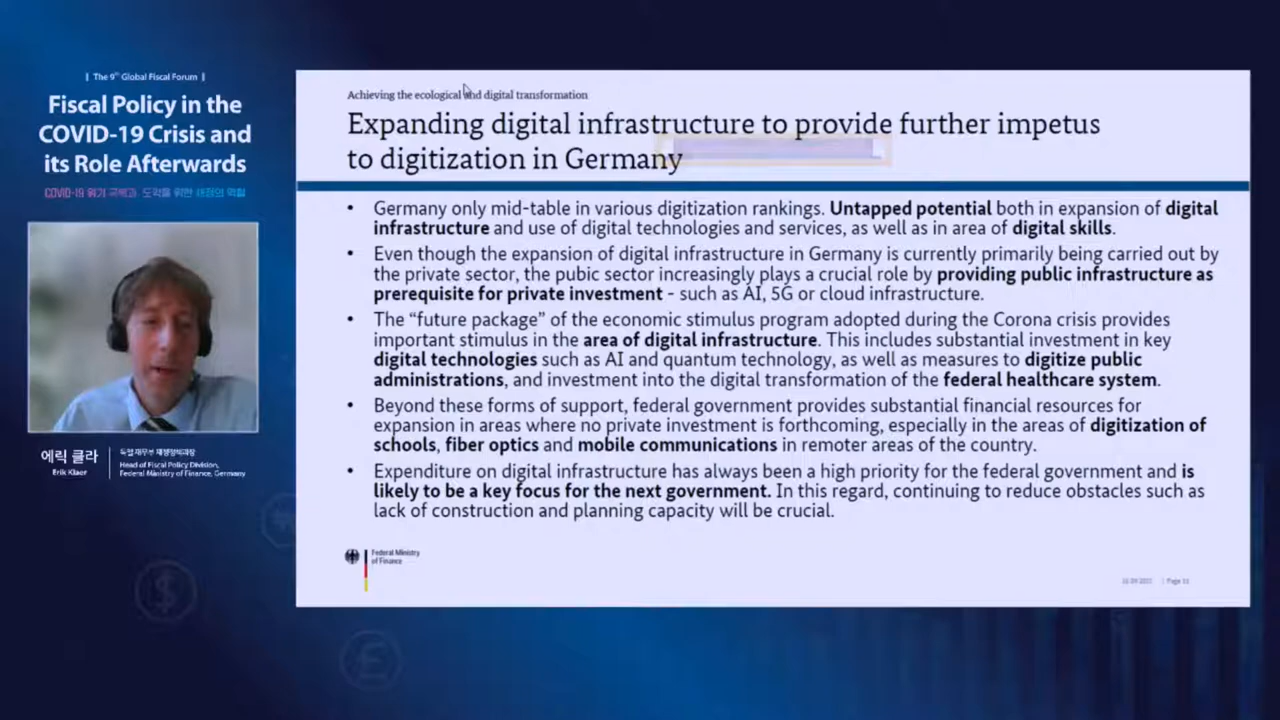 | The 9th Global Fiscal Forum |
Fiscal Policy in the
COVID-19 Crisis and
its Role Afterwards
COVID-19 위기 극복과 도약을 위한 재정의 역할
에릭 클라
Erik Klaer
독일 재무부 재정정책과장
Head of Fiscal Policy Division,
Federal Ministry of Finance, Germany
Achieving the ecological and digital transformation
Expanding digital infrastructure to provide further impetus
to digitization in Germany
• Germany only mid-table in various digitization rankings. Untapped potential both in expansion of digital
infrastructure and use of digital technologies and services, as well as in area of digital skills.
• Even though the expansion of digital infrastructure in Germany is currently primarily being carried out by
the private sector, the pubic sector increasingly plays a crucial role by providing public infrastructure as
prerequisite for private investment – such as AI, 5G or cloud infrastructure.
• The “future package” of the economic stimulus program adopted during the Corona crisis provides
important stimulus in the area of digital infrastructure. This includes substantial investment in key
digital technologies such as AI and quantum technology, as well as measures to digitize public
administrations, and investment into the digital transformation of the federal healthcare system.
• Beyond these forms of support, federal government provides substantial financial resources for
expansion in areas where no private investment is forthcoming, especially in the areas of digitization of
schools, fiber optics and mobile communications in remoter areas of the country.
• Expenditure on digital infrastructure has always been a high priority for the federal government and is
likely to be a key focus for the next government. In this regard, continuing to reduce obstacles such as
lack of construction and planning capacity will be crucial.
Federal Ministry
of Finance
| Page